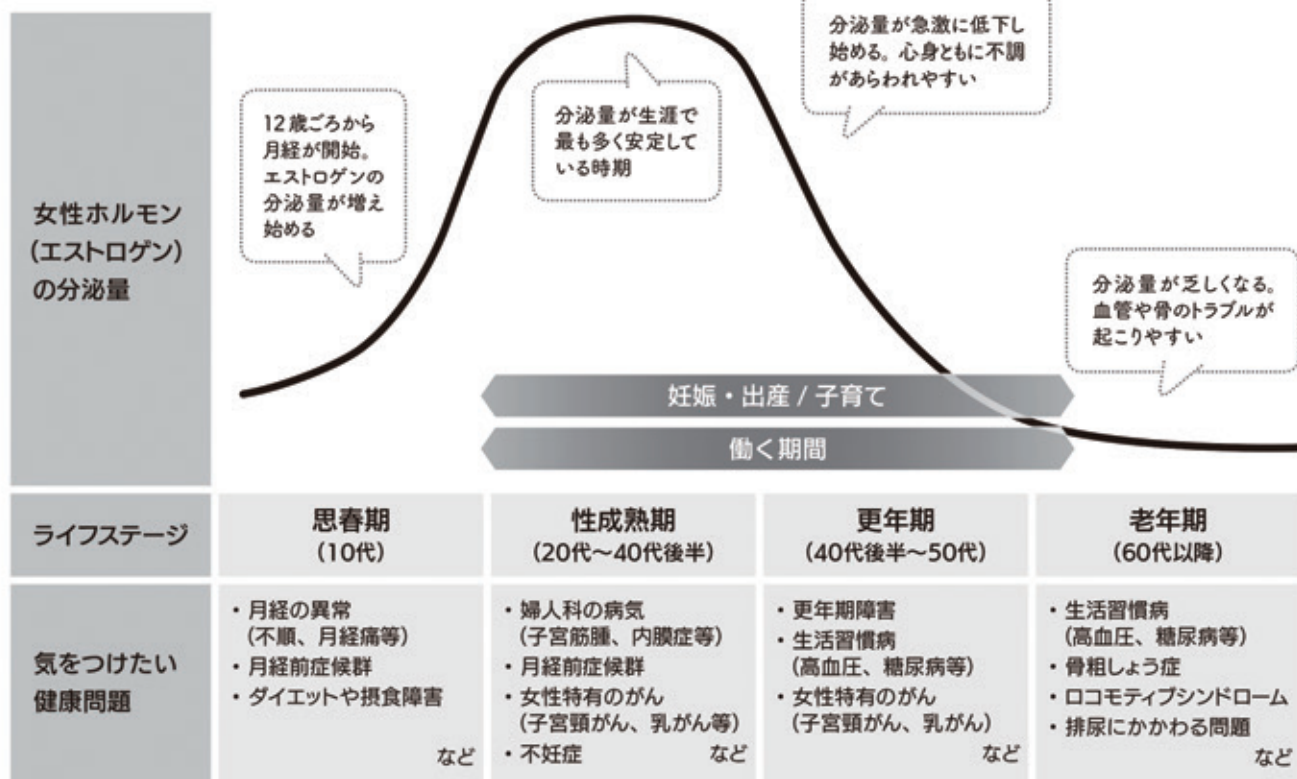 分泌量が急激に低下し
始める。心身ともに不調
があらわれやすい
12歳ごろから
月経が開始。
エストロゲンの
分泌量が増え
始める
分泌量が生涯で
最も多く安定して
いる時期
女性ホルモン
(エストロゲン)
の分泌量
分泌量が乏しくなる。
血管や骨のトラブルが
起こりやすい
妊娠・出産 / 子育て
働く期間
ライフステージ
思春期
(10代)
性成熟期
(20代〜40代後半)
更年期
(40代後半〜50代)
老年期
(60代以降)
気をつけたい
健康問題
・月経の異常
(不順、月経痛等)
・月経前症候群
・ダイエットや摂食障害
など
・婦人科の病気
(子宮筋腫、内膜症等)
・月経前症候群
・女性特有のがん
(子宮頸がん、乳がん等)
・不妊症 など
・更年期障害
・生活習慣病
(高血圧、糖尿病等)
・女性特有のがん
(子宮頸がん、乳がん)
など
・生活習慣病
(高血圧、糖尿病等)
・骨粗しょう症
・ロコモティブシンドローム
・排尿にかかわる問題
など